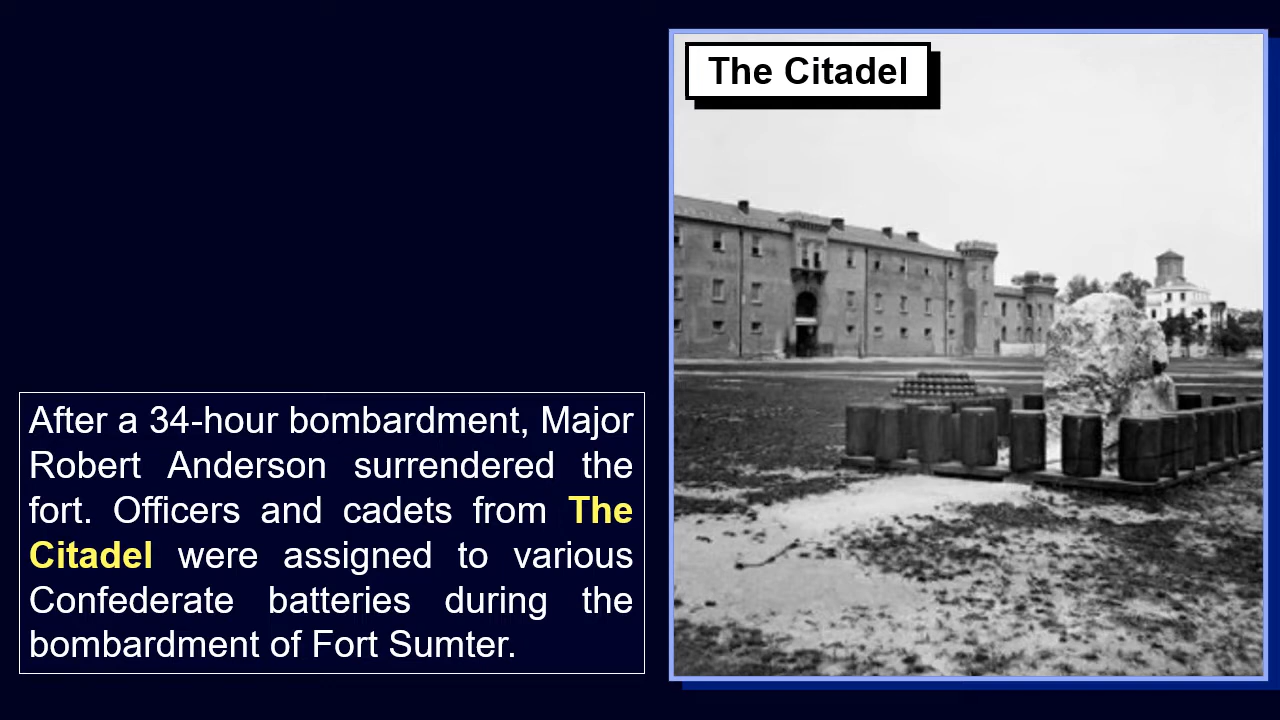 The Citadel
After a 34-hour bombardment, Major
Robert Anderson surrendered the
fort. Officers and cadets from The
Citadel were assigned to various
Confederate batteries during the
bombardment of Fort Sumter.